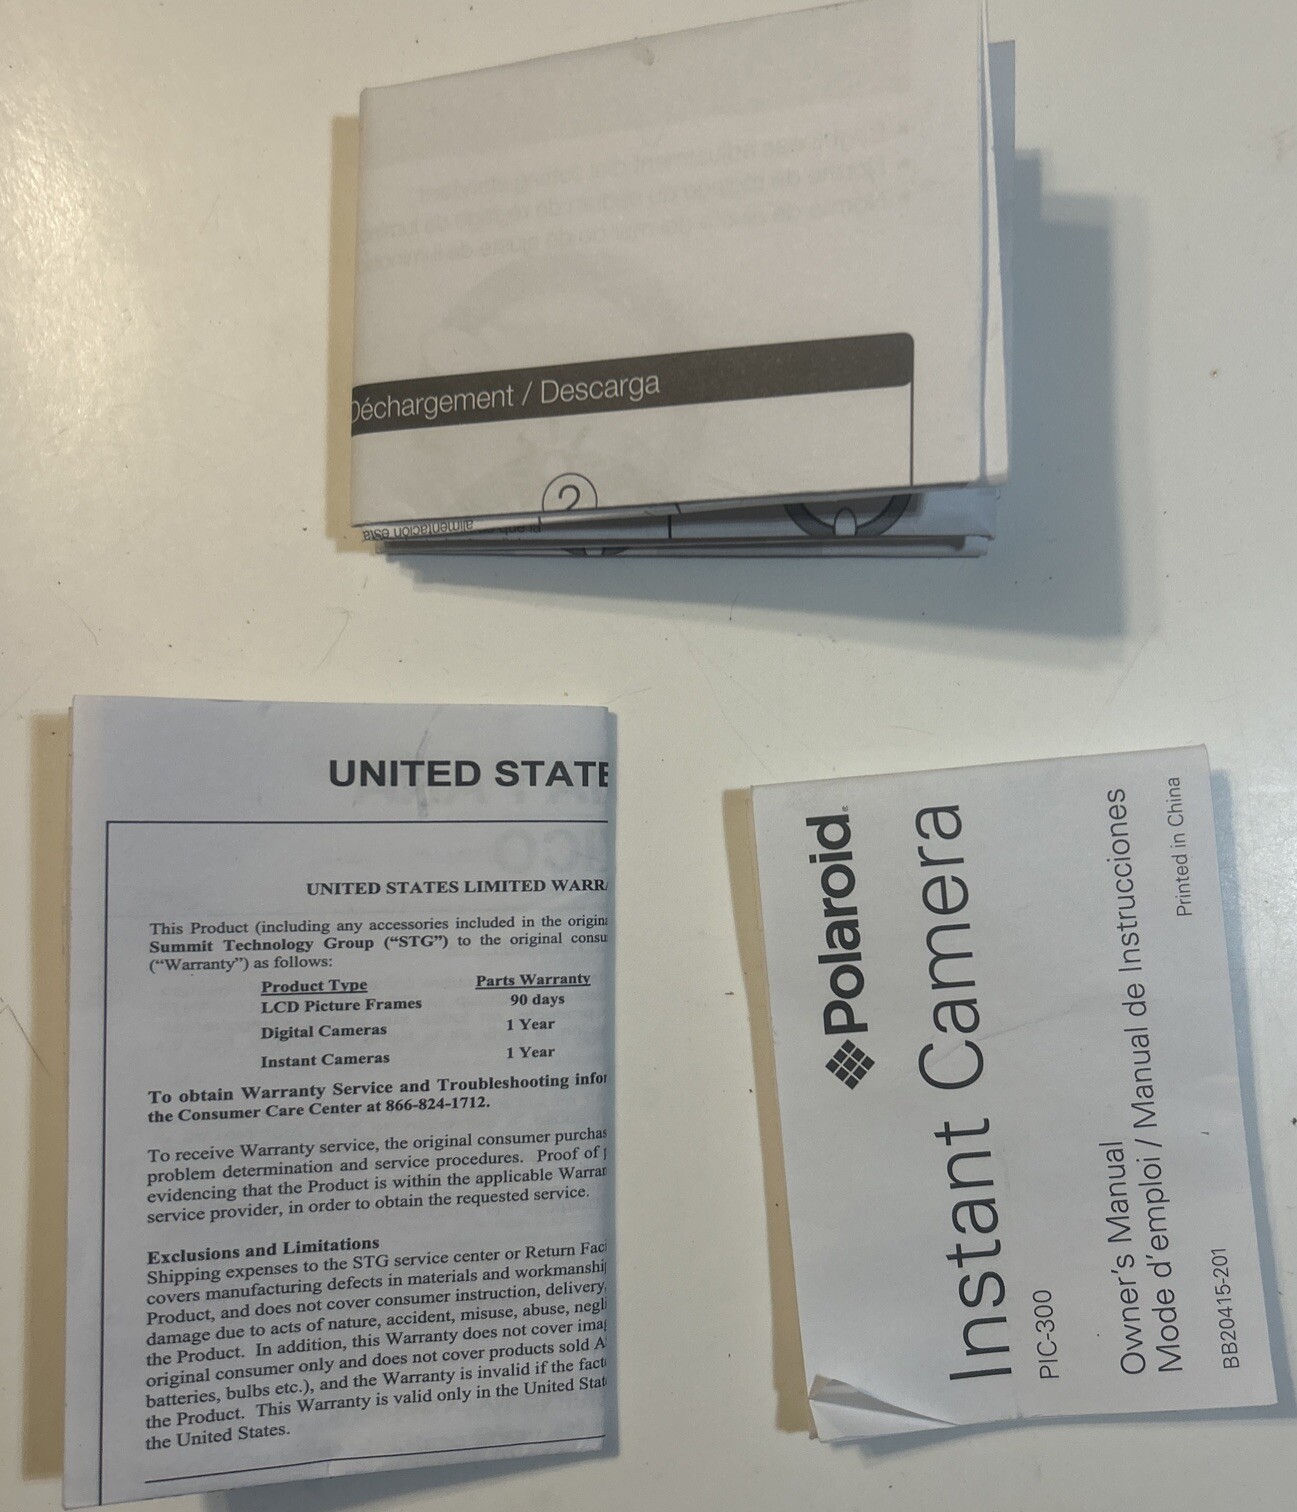 Déchargement / Descarga
2
alimentación está
UNITED STATE
UNITED STATES LIMITED WARR
This Product (including any accessories included in the origina
Summit Technology Group (“STG”) to the original consu
(“Warranty”) as follows:
Product Type Parts Warranty
LCD Picture Frames 90 days
Digital Cameras 1 Year
Instant Cameras 1 Year
To obtain Warranty Service and Troubleshooting infor
the Consumer Care Center at 866-824-1712.
To receive Warranty service, the original consumer purchas
problem determination and service procedures. Proof of p
evidencing that the Product is within the applicable Warran
service provider, in order to obtain the requested service.
Exclusions and Limitations
Shipping expenses to the STG service center or Return Faci
covers manufacturing defects in materials and workmanship
Product, and does not cover consumer instruction, delivery,
damage due to acts of nature, accident, misuse, abuse, negli
the Product. In addition, this Warranty does not cover imag
original consumer only and does not cover products sold A
batteries, bulbs etc.), and the Warranty is invalid if the facto
the Product. This Warranty is valid only in the United State
the United States.
Polaroid®
Instant Camera
PIC-300
Owner's Manual
Mode d'emploi / Manual de Instrucciones
BB20415-201 Printed in China